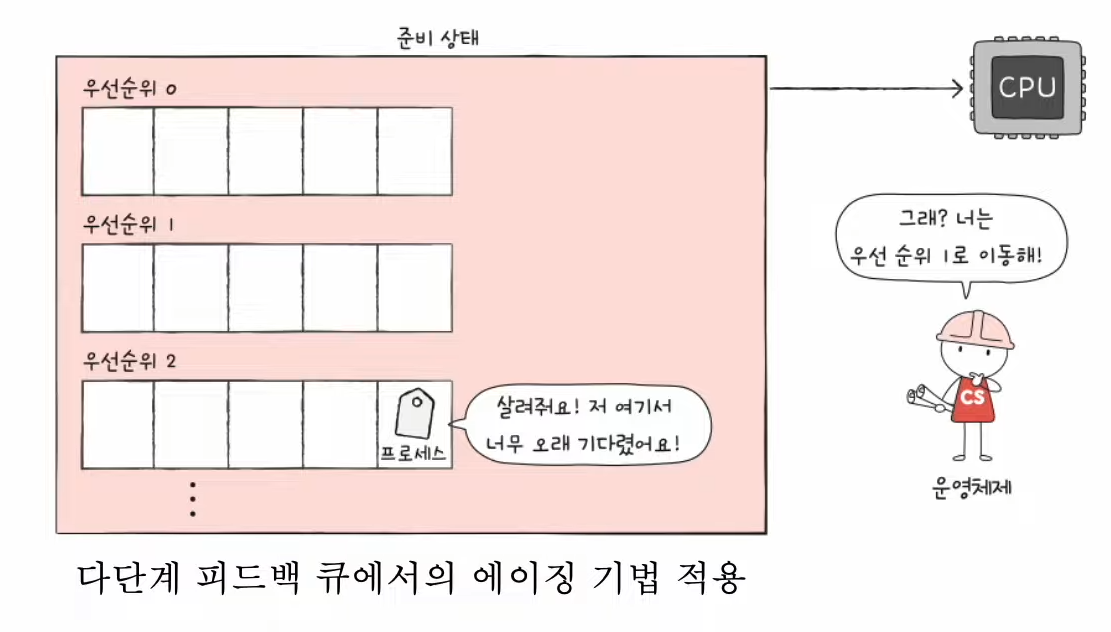 준비 상태
우선순위 0
CPU
우선순위 1
그래? 너는
우선 순위 1로 이동해!
우선순위 2
살려줘요! 저 여기서
너무 오래 기다렸어요!
프로세스
CS
운영체제
다단계 피드백 큐에서의 에이징 기법 적용